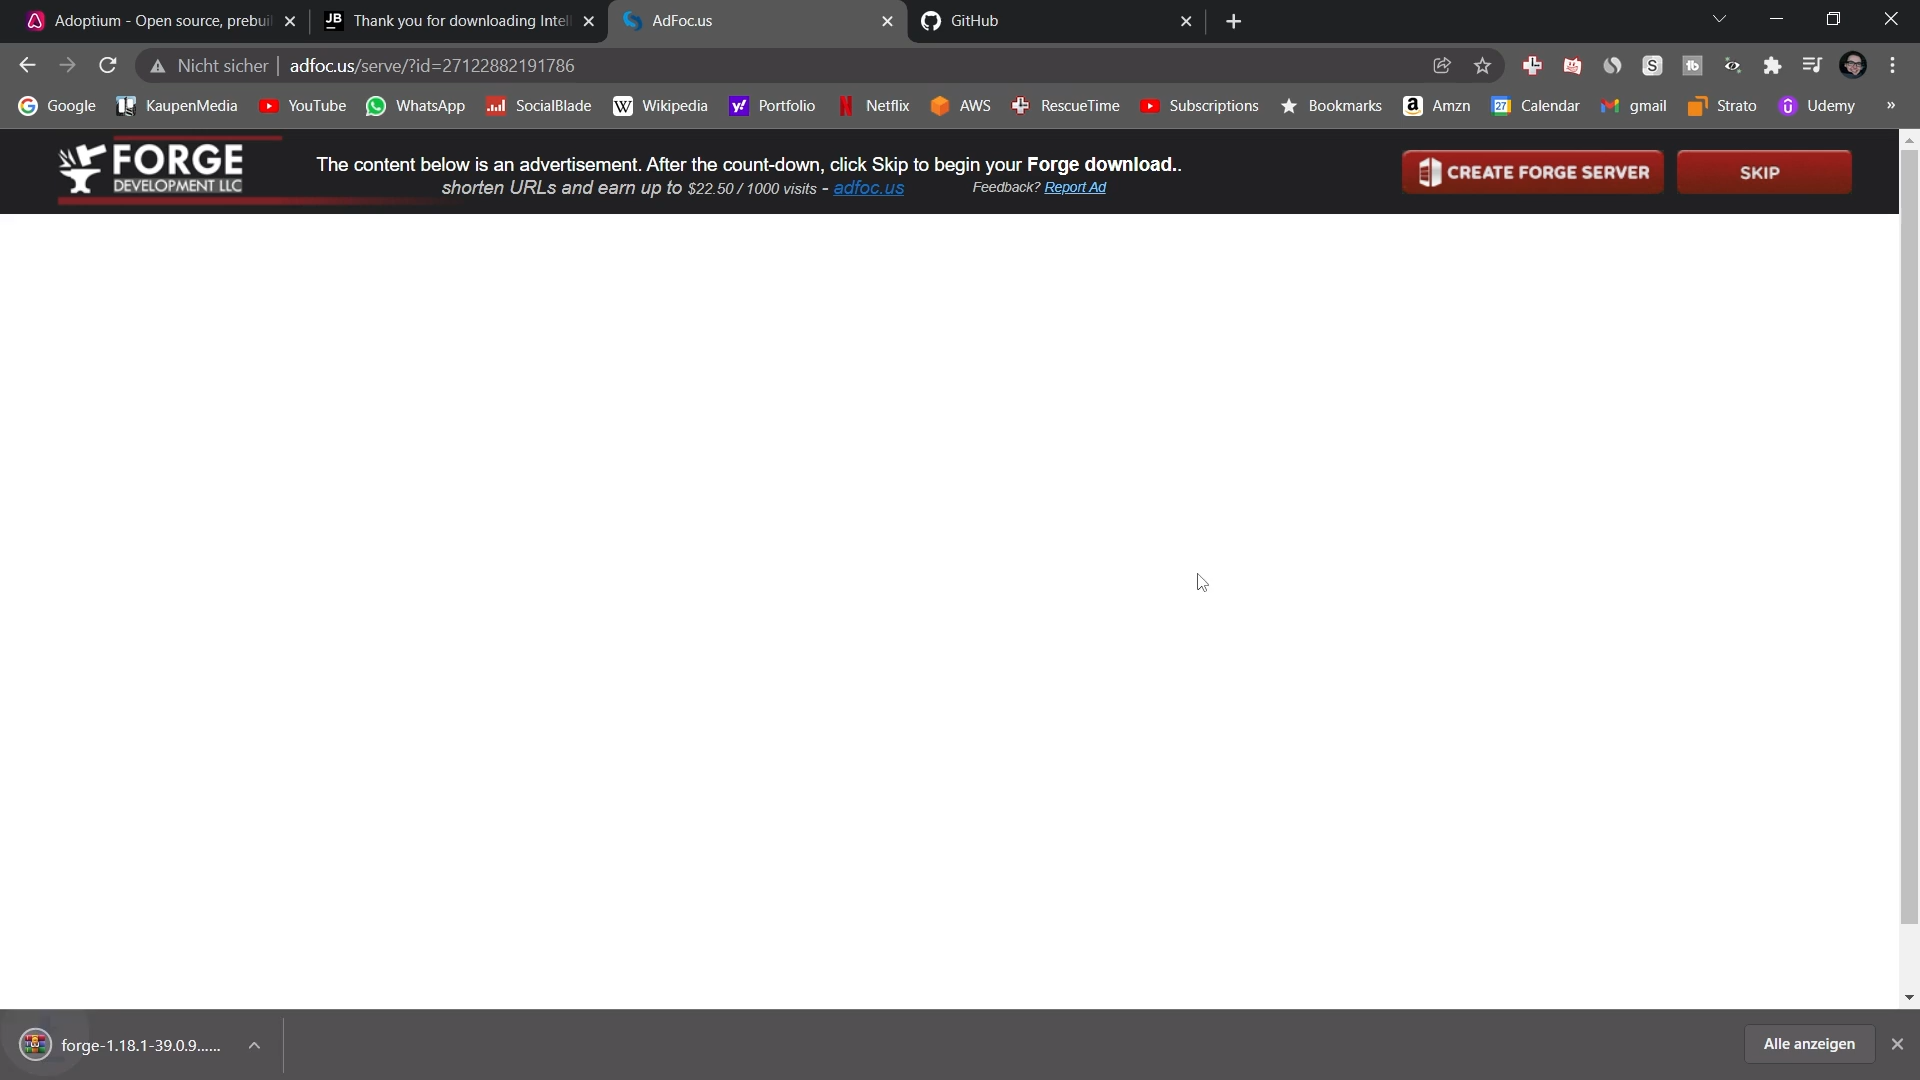 Adoptium - Open source, prebuil
JB Thank you for downloading Intell
AdFoc.us
GitHub
Nicht sicher
adfoc.us/serve/?id=27122882191786
Google
KaupenMedia
YouTube
WhatsApp
SocialBlade
Wikipedia
Portfolio
Netflix
AWS
RescueTime
Subscriptions
Bookmarks
Amzn
27 Calendar
gmail
Strato
Udemy
»
FORGE
DEVELOPMENT LLC
The content below is an advertisement. After the count-down, click Skip to begin your Forge download..
shorten URLs and earn up to $22.50 / 1000 visits - adfoc.us
Feedback? Report Ad
CREATE FORGE SERVER
SKIP
forge-1.18.1-39.0.9......
Alle anzeigen